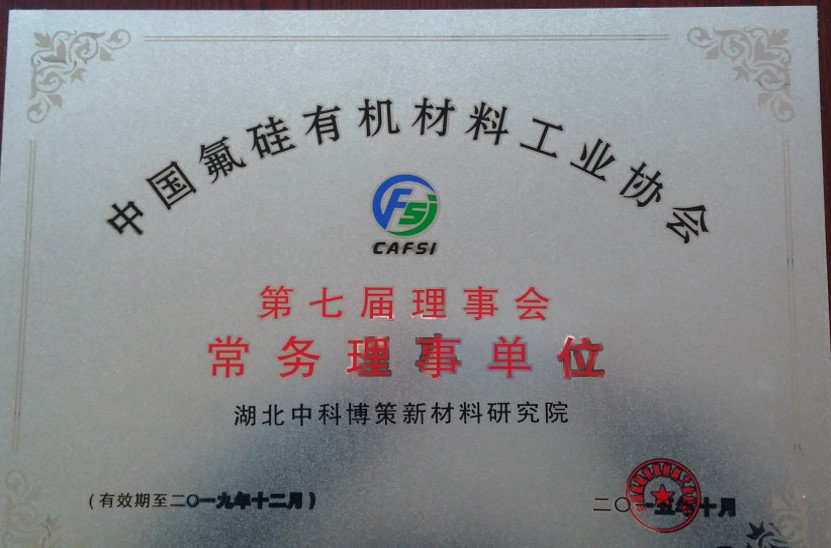 中国氟硅有机材料工业协会
FSi
CAFSI
第七届理事会
常务理事单位
湖北中科博策新材料研究院
(有效期至二〇一九年十二月)
二〇一五年十月